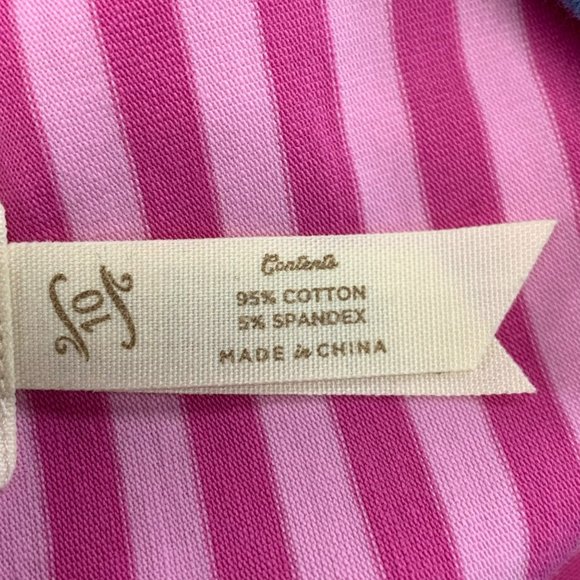 10
Contents
95% COTTON
5% SPANDEX
MADE in CHINA